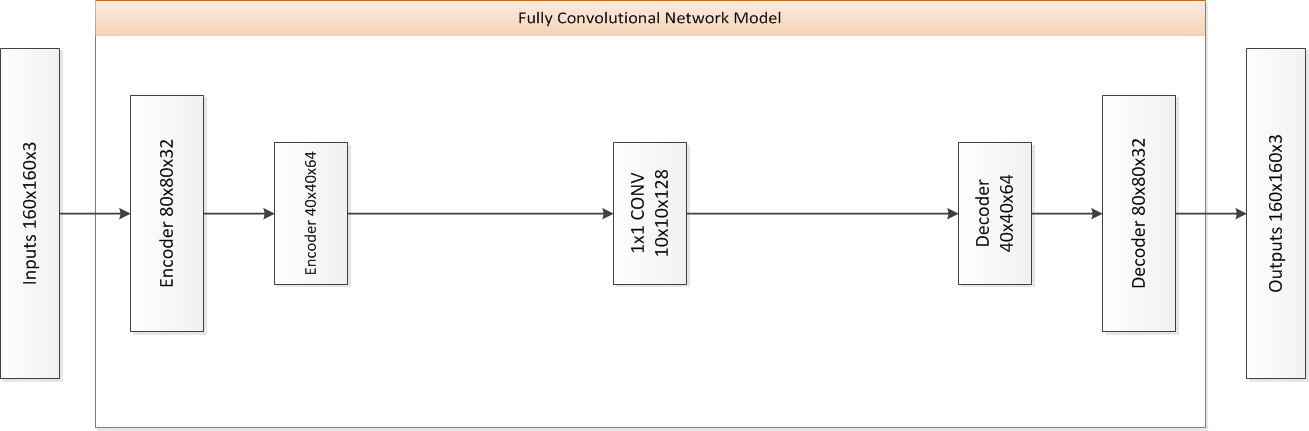 Fully Convolutional Network Model
Inputs 160x160x3
Encoder 80x80x32
Encoder 40x40x64
1x1 CONV
10x10x128
Decoder
40x40x64
Decoder 80x80x32
Outputs 160x160x3